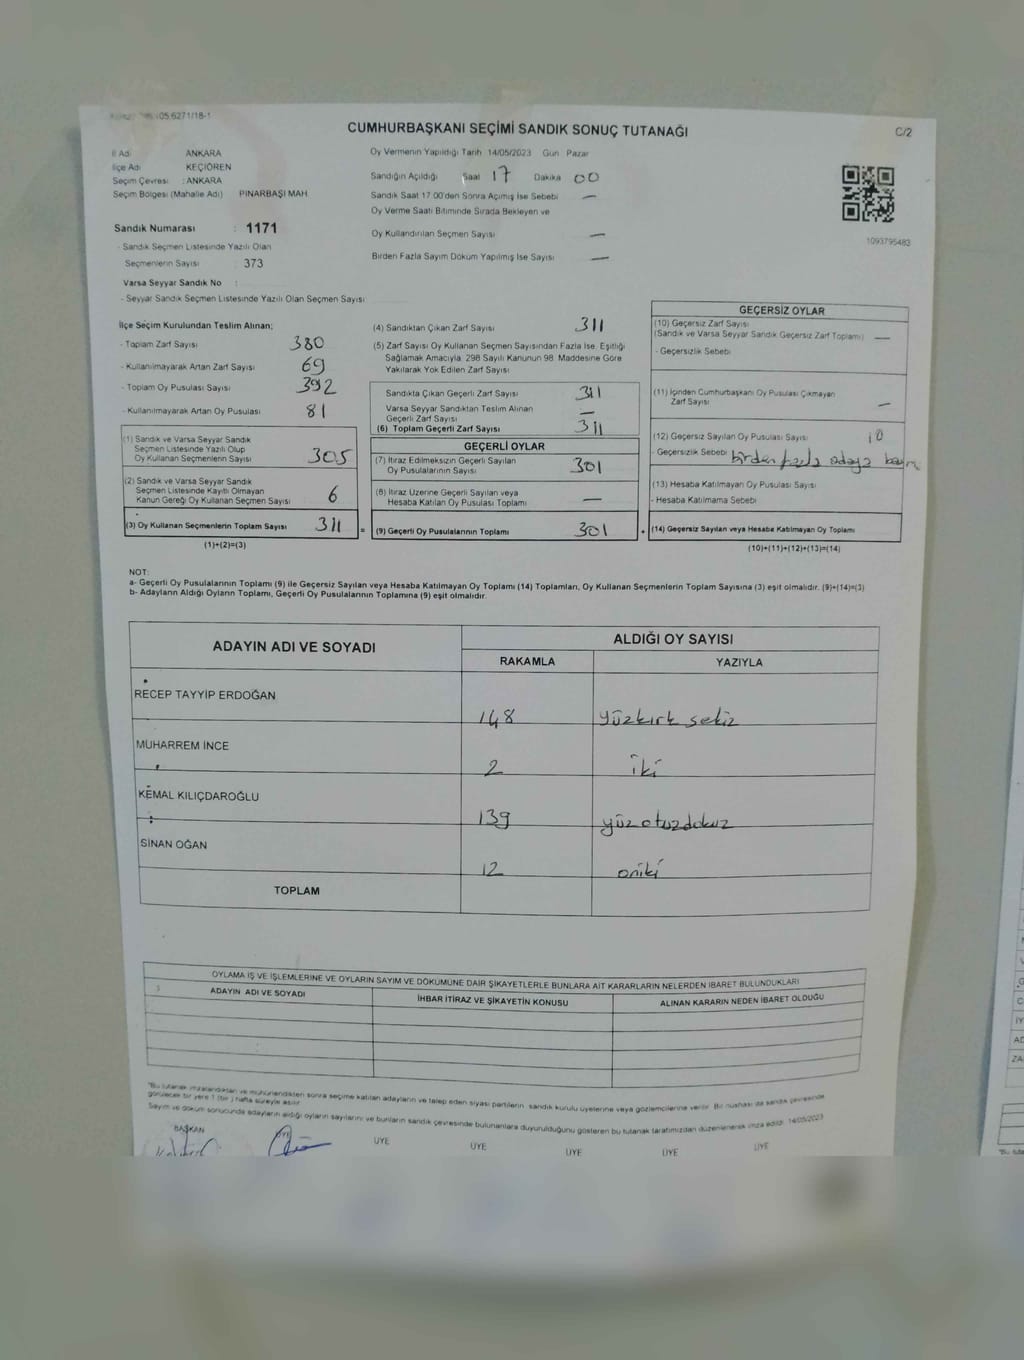 CUMHURBAŞKANI SEÇİMİ SANDIK SONUÇ TUTANAĞI
C/2
İl Adı ANKARA
İlçe Adı KEÇİÖREN
Seçim Çevresi : ANKARA
Seçim Bölgesi (Mahalle Adı) PINARBAŞI MAH.
Sandık Numarası : 1171
- Sandık Seçmen Listesinde Yazılı Olan
Seçmenlerin Sayısı : 373
Varsa Seyyar Sandık No :
- Seyyar Sandık Seçmen Listesinde Yazılı Olan Seçmen Sayısı
Oy Vermenin Yapıldığı Tarih 14/05/2023 Gün Pazar
Sandığın Açıldığı Saat 17 Dakika 00
Sandık Saat 17.00'den Sonra Açılmış İse Sebebi —
Oy Verme Saati Bitiminde Sırada Bekleyen ve
Oy Kullandırılan Seçmen Sayısı —
Birden Fazla Sayım Döküm Yapılmış İse Sayısı —
1093795483
İlçe Seçim Kurulundan Teslim Alınan;
- Toplam Zarf Sayısı 380
- Kullanılmayarak Artan Zarf Sayısı 69
- Toplam Oy Pusulası Sayısı 392
- Kullanılmayarak Artan Oy Pusulası 81
(1) Sandık ve Varsa Seyyar Sandık
Seçmen Listesinde Yazılı Olup
Oy Kullanan Seçmenlerin Sayısı 305
(2) Sandık ve Varsa Seyyar Sandık
Seçmen Listesinde Kayıtlı Olmayan
Kanun Gereği Oy Kullanan Seçmen Sayısı 6
(3) Oy Kullanan Seçmenlerin Toplam Sayısı 311 =
(1)+(2)=(3)
(4) Sandıktan Çıkan Zarf Sayısı 311
(5) Zarf Sayısı Oy Kullanan Seçmen Sayısından Fazla İse, Eşitliği
Sağlamak Amacıyla, 298 Sayılı Kanunun 98. Maddesine Göre
Yakılarak Yok Edilen Zarf Sayısı
Sandıkta Çıkan Geçerli Zarf Sayısı 311
Varsa Seyyar Sandıktan Teslim Alınan
Geçerli Zarf Sayısı —
(6) Toplam Geçerli Zarf Sayısı 311
GEÇERLİ OYLAR
(7) İtiraz Edilmeksizin Geçerli Sayılan
Oy Pusulalarının Sayısı 301
(8) İtiraz Üzerine Geçerli Sayılan veya
Hesaba Katılan Oy Pusulası Toplamı —
(9) Geçerli Oy Pusulalarının Toplamı 301 +
GEÇERSİZ OYLAR
(10) Geçersiz Zarf Sayısı
(Sandık ve Varsa Seyyar Sandık Geçersiz Zarf Toplamı) —
- Geçersizlik Sebebi
(11) İçinden Cumhurbaşkanı Oy Pusulası Çıkmayan
Zarf Sayısı —
(12) Geçersiz Sayılan Oy Pusulası Sayısı 10
- Geçersizlik Sebebi birden fazla adaya
(13) Hesaba Katılmayan Oy Pusulası Sayısı
- Hesaba Katılmama Sebebi
(14) Geçersiz Sayılan veya Hesaba Katılmayan Oy Toplamı
(10)+(11)+(12)+(13)=(14)
NOT:
a- Geçerli Oy Pusulalarının Toplamı (9) ile Geçersiz Sayılan veya Hesaba Katılmayan Oy Toplamı (14) Toplamları, Oy Kullanan Seçmenlerin Toplam Sayısına (3) eşit olmalıdır. (9)+(14)=(3)
b- Adayların Aldığı Oyların Toplamı, Geçerli Oy Pusulalarının Toplamına (9) eşit olmalıdır.
ADAYIN ADI VE SOYADI
ALDIĞI OY SAYISI
RAKAMLA YAZIYLA
RECEP TAYYİP ERDOĞAN 148 yüzkırk sekiz
MUHARREM İNCE 2 iki
KEMAL KILIÇDAROĞLU 139 yüz otuzdokuz
SİNAN OĞAN 12 oniki
TOPLAM
OYLAMA İŞ VE İŞLEMLERİNE VE OYLARIN SAYIM VE DÖKÜMÜNE DAİR ŞİKAYETLERLE BUNLARA AİT KARARLARIN NELERDEN İBARET BULUNDUKLARI
ADAYIN ADI VE SOYADI İHBAR İTİRAZ VE ŞİKAYETİN KONUSU ALINAN KARARIN NEDEN İBARET OLDUĞU
*Bu tutanak imzalandıktan ve mühürlendikten sonra seçime katılan adayların ve talep eden siyasi partilerin sandık kurulu üyelerine veya gözlemcilerine verilir. Bir nüshası da sandık çevresinde
görülecek bir yere 1 (bir) hafta süreyle asılır.
Sayım ve döküm sonucunda adayların aldığı oyların sayılarını ve bunların sandık çevresinde bulunanlara duyurulduğunu gösteren bu tutanak tarafımızdan düzenlenerek imza edildi. 14/05/2023
BAŞKAN ÜYE ÜYE ÜYE ÜYE ÜYE ÜYE